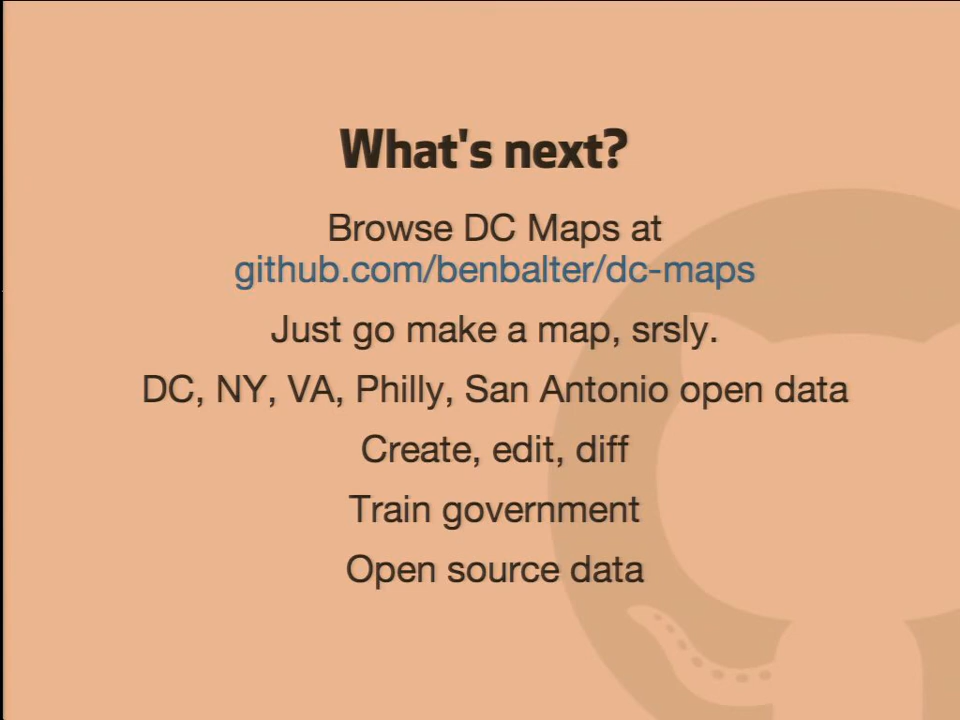 What's next?
Browse DC Maps at
github.com/benbalter/dc-maps
Just go make a map, srsly.
DC, NY, VA, Philly, San Antonio open data
Create, edit, diff
Train government
Open source data